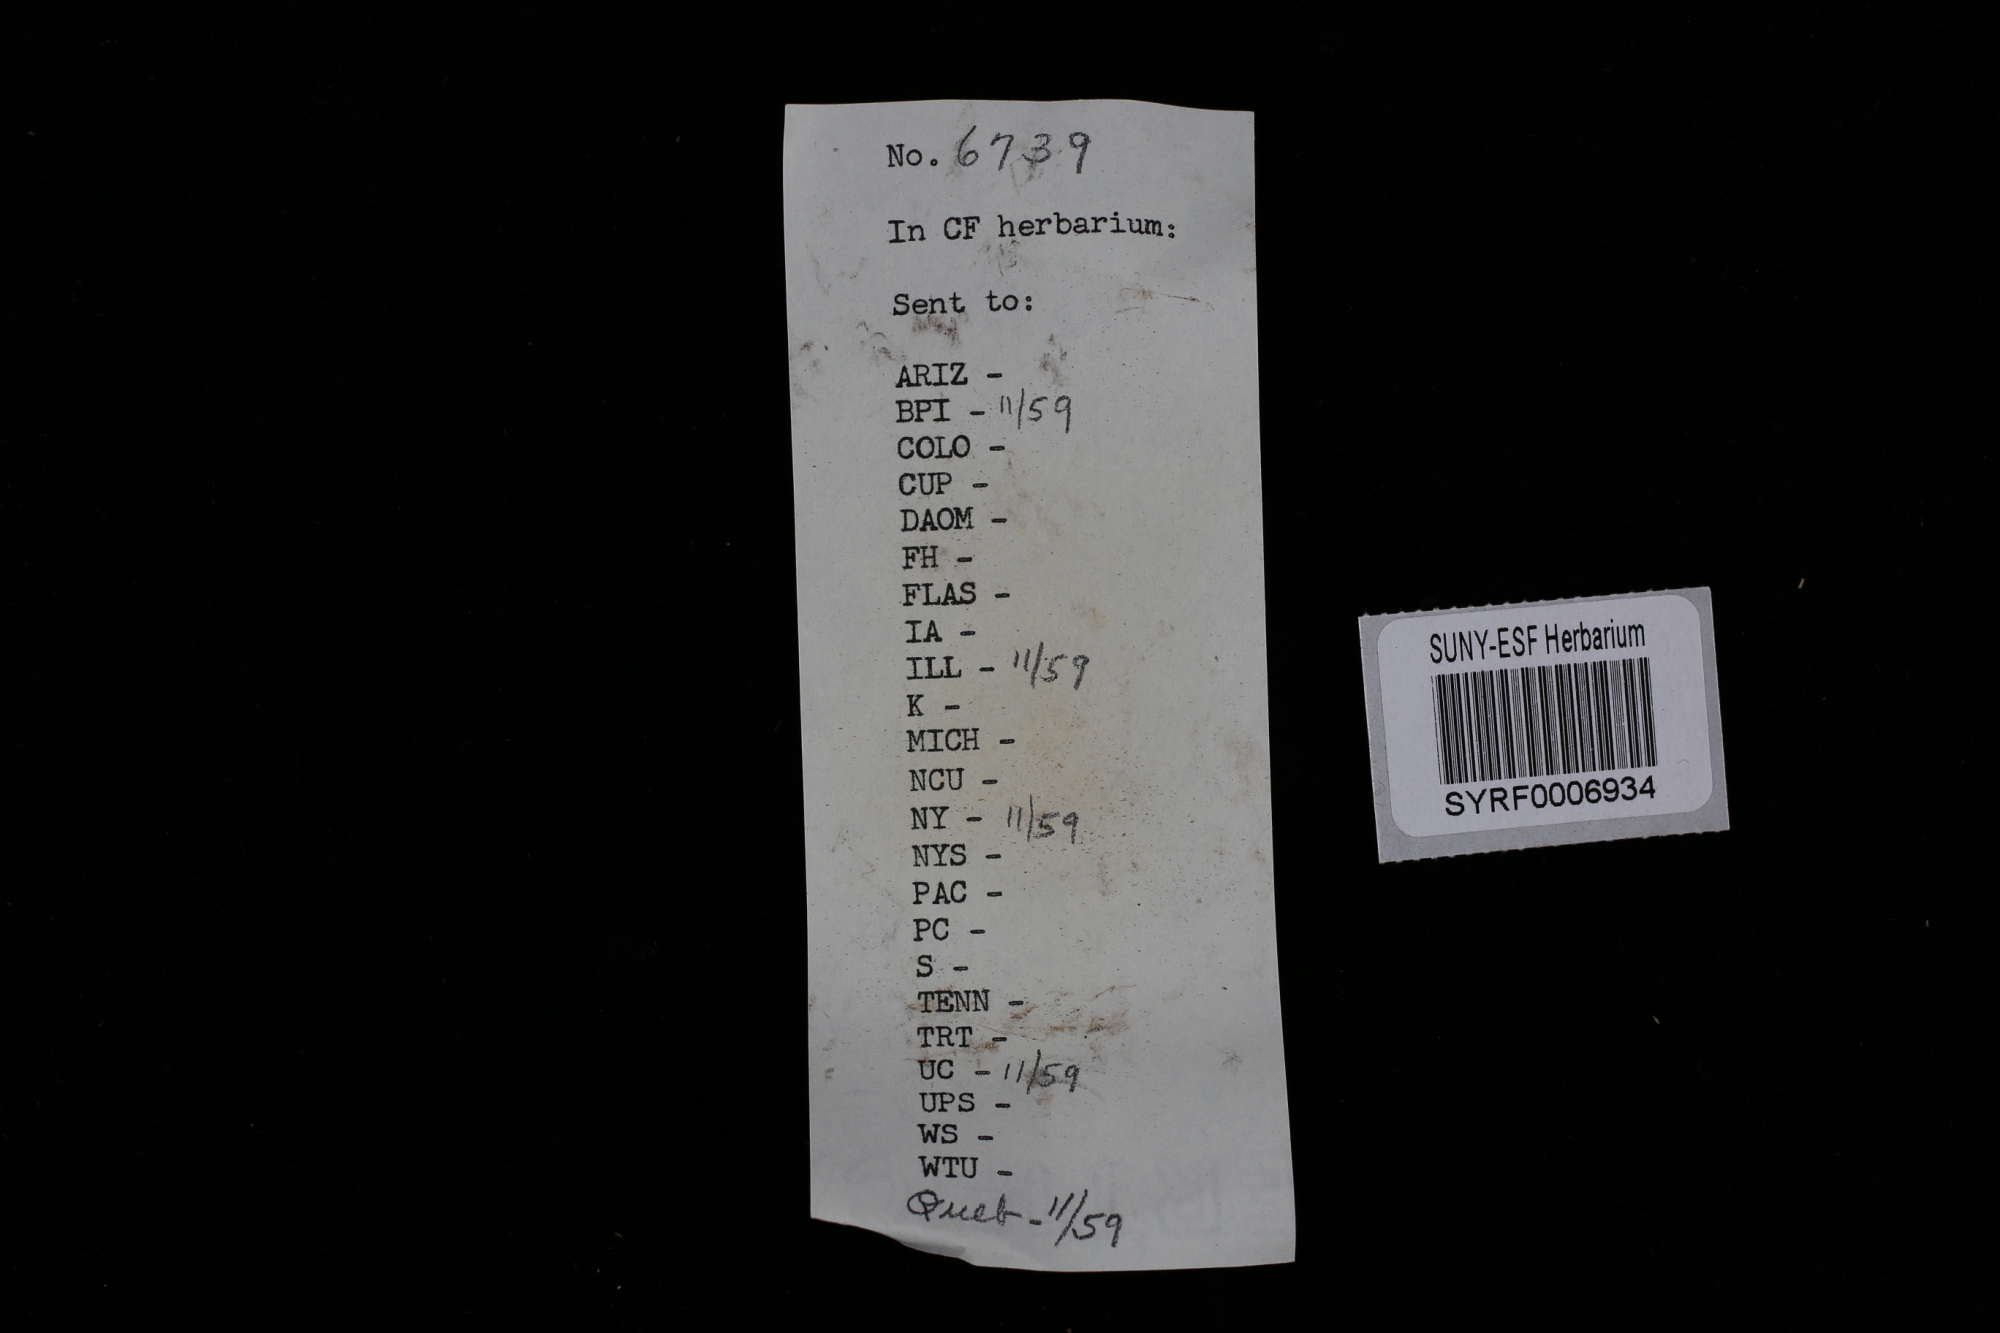 No. 6739
In CF herbarium:
Sent to:
ARIZ -
BPI - 11/59
COLO -
CUP -
DAOM -
FH -
FLAS -
IA -
ILL - 11/59
K -
MICH -
NCU -
NY - 11/59
NYS -
PAC -
PC -
S -
TENN -
TRT -
UC - 11/59
UPS -
WS -
WTU -
Queb - 11/59
SUNY-ESF Herbarium
SYRF0006934